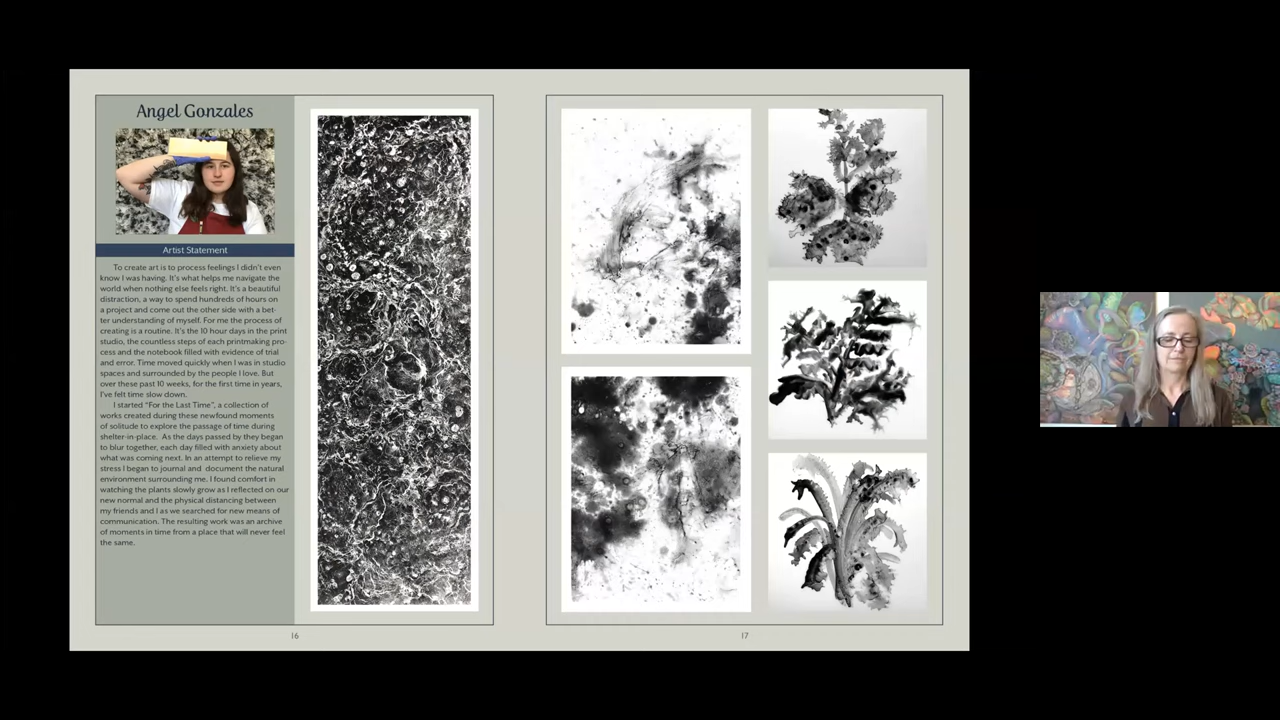 Angel Gonzales
Artist Statement
To create art is to process feelings I didn't even
know I was having. It's what helps me navigate the
world when nothing else feels right. It's a beautiful
distraction, a way to spend hundreds of hours on
a project and come out the other side with a bet-
ter understanding of myself. For me the process of
creating is a routine. It's the 10 hour days in the print
studio, the countless steps of each printmaking pro-
cess and the notebook filled with evidence of trial
and error. Time moved quickly when I was in studio
spaces and surrounded by the people I love. But
over these past 10 weeks, for the first time in years,
I've felt time slow down.
I started "For the Last Time", a collection of
works created during these newfound moments
of solitude to explore the passage of time during
shelter-in-place. As the days passed by they began
to blur together, each day filled with anxiety about
what was coming next. In an attempt to relieve my
stress I began to journal and document the natural
environment surrounding me. I found comfort in
watching the plants slowly grow as I reflected on our
new normal and the physical distancing between
my friends and I as we searched for new means of
communication. The resulting work was an archive
of moments in time from a place that will never feel
the same.
16
17